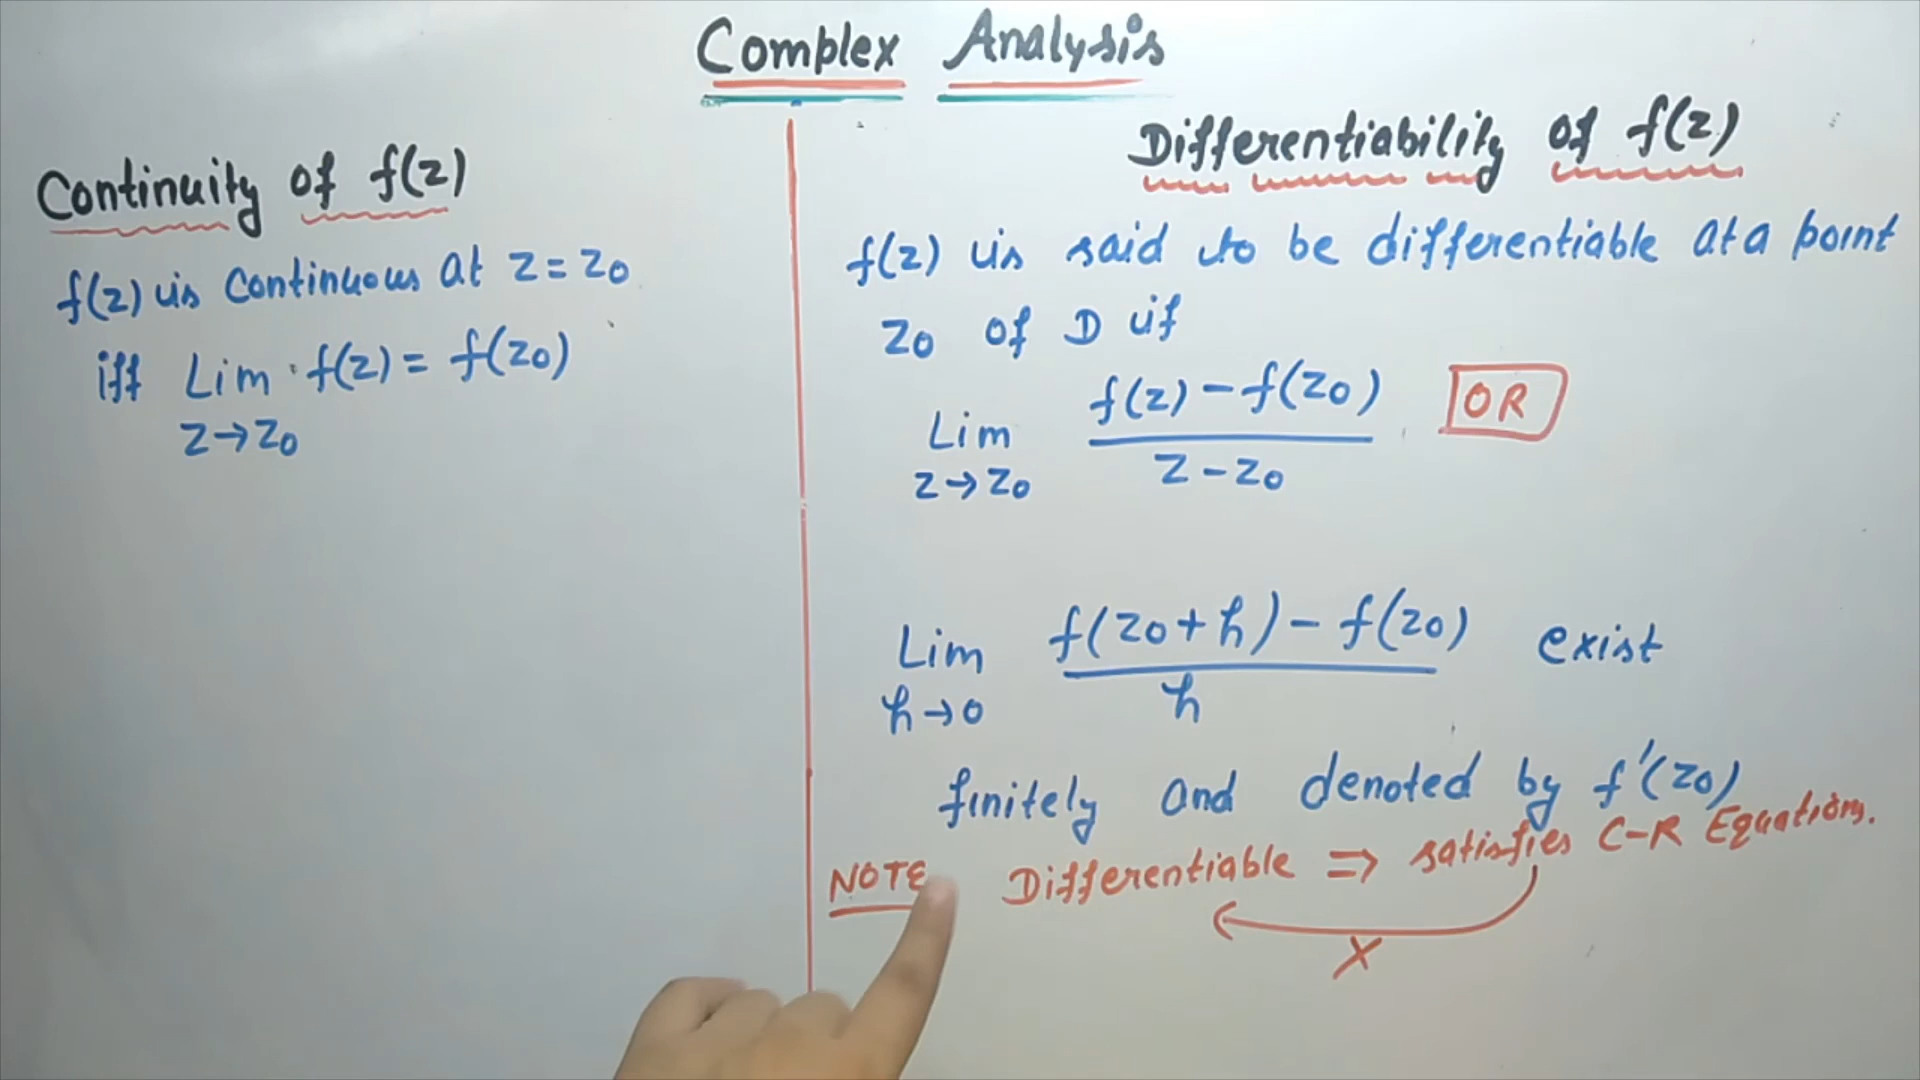 Complex Analysis
Continuity of f(z)
f(z) is continuous at z = z0
iff Lim f(z) = f(z0)
z→z0
Differentiability of f(z)
f(z) is said to be differentiable at a point
z0 of D if
Lim f(z) - f(z0) / z - z0 OR
z→z0
Lim f(z0+h) - f(z0) / h exist
h→0
finitely and denoted by f'(z0)
NOTE Differentiable ⇒ satisfies C-R Equations.
X